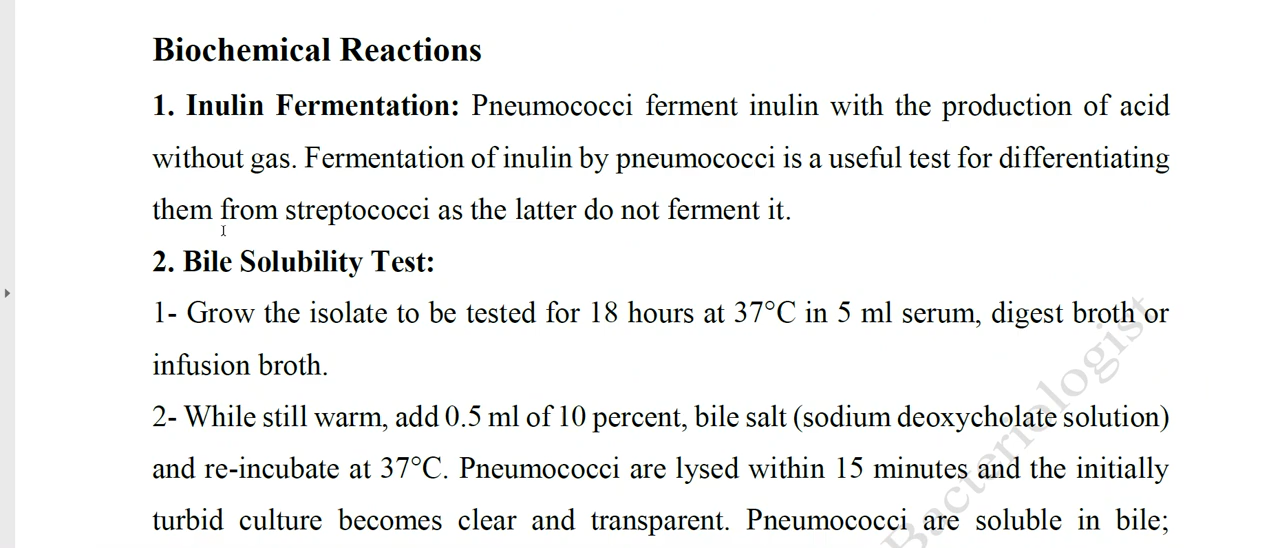 Biochemical Reactions
1. Inulin Fermentation: Pneumococci ferment inulin with the production of acid
without gas. Fermentation of inulin by pneumococci is a useful test for differentiating
them from streptococci as the latter do not ferment it.
2. Bile Solubility Test:
1- Grow the isolate to be tested for 18 hours at 37°C in 5 ml serum, digest broth or
infusion broth.
2- While still warm, add 0.5 ml of 10 percent, bile salt (sodium deoxycholate solution)
and re-incubate at 37°C. Pneumococci are lysed within 15 minutes and the initially
turbid culture becomes clear and transparent. Pneumococci are soluble in bile;
Bacteriologist